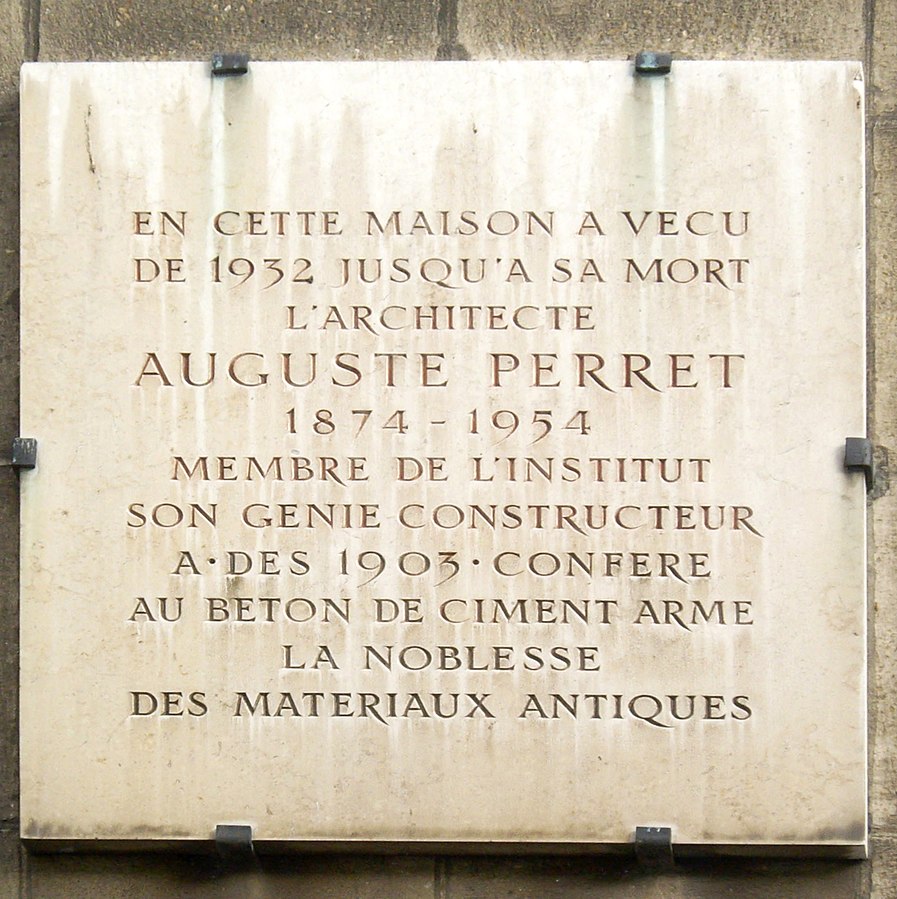 EN CETTE MAISON A VECU
DE 1932 JUSQU'A SA MORT
L'ARCHITECTE
AUGUSTE PERRET
1874 - 1954
MEMBRE DE L'INSTITUT
SON GENIE CONSTRUCTEUR
A·DES 1903·CONFERE
AU BETON DE CIMENT ARME
LA NOBLESSE
DES MATERIAUX ANTIQUES